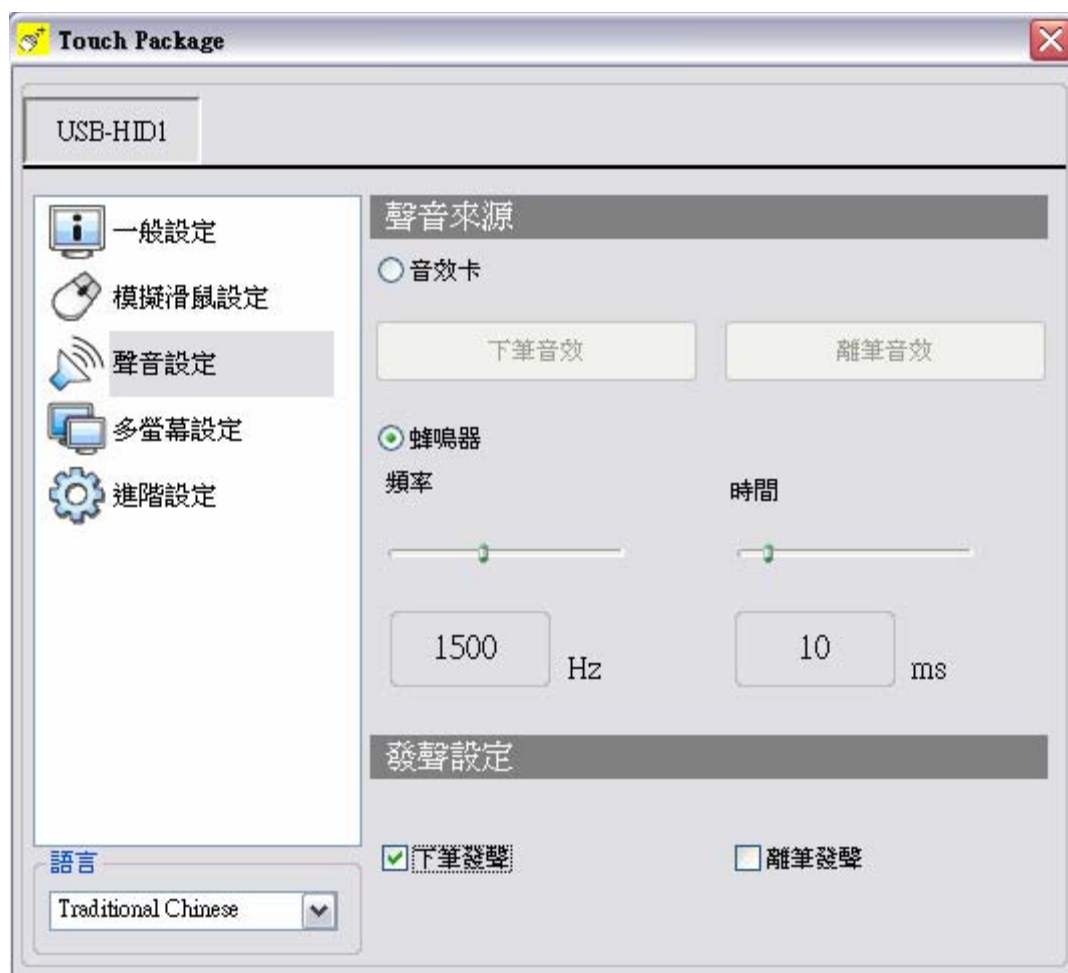 Touch Package
USB-HID1
一般設定
模擬滑鼠設定
聲音設定
多螢幕設定
進階設定
語言
Traditional Chinese
聲音來源
音效卡
下筆音效
離筆音效
蜂鳴器
頻率
時間
1500 Hz
10 ms
發聲設定
下筆發聲
離筆發聲